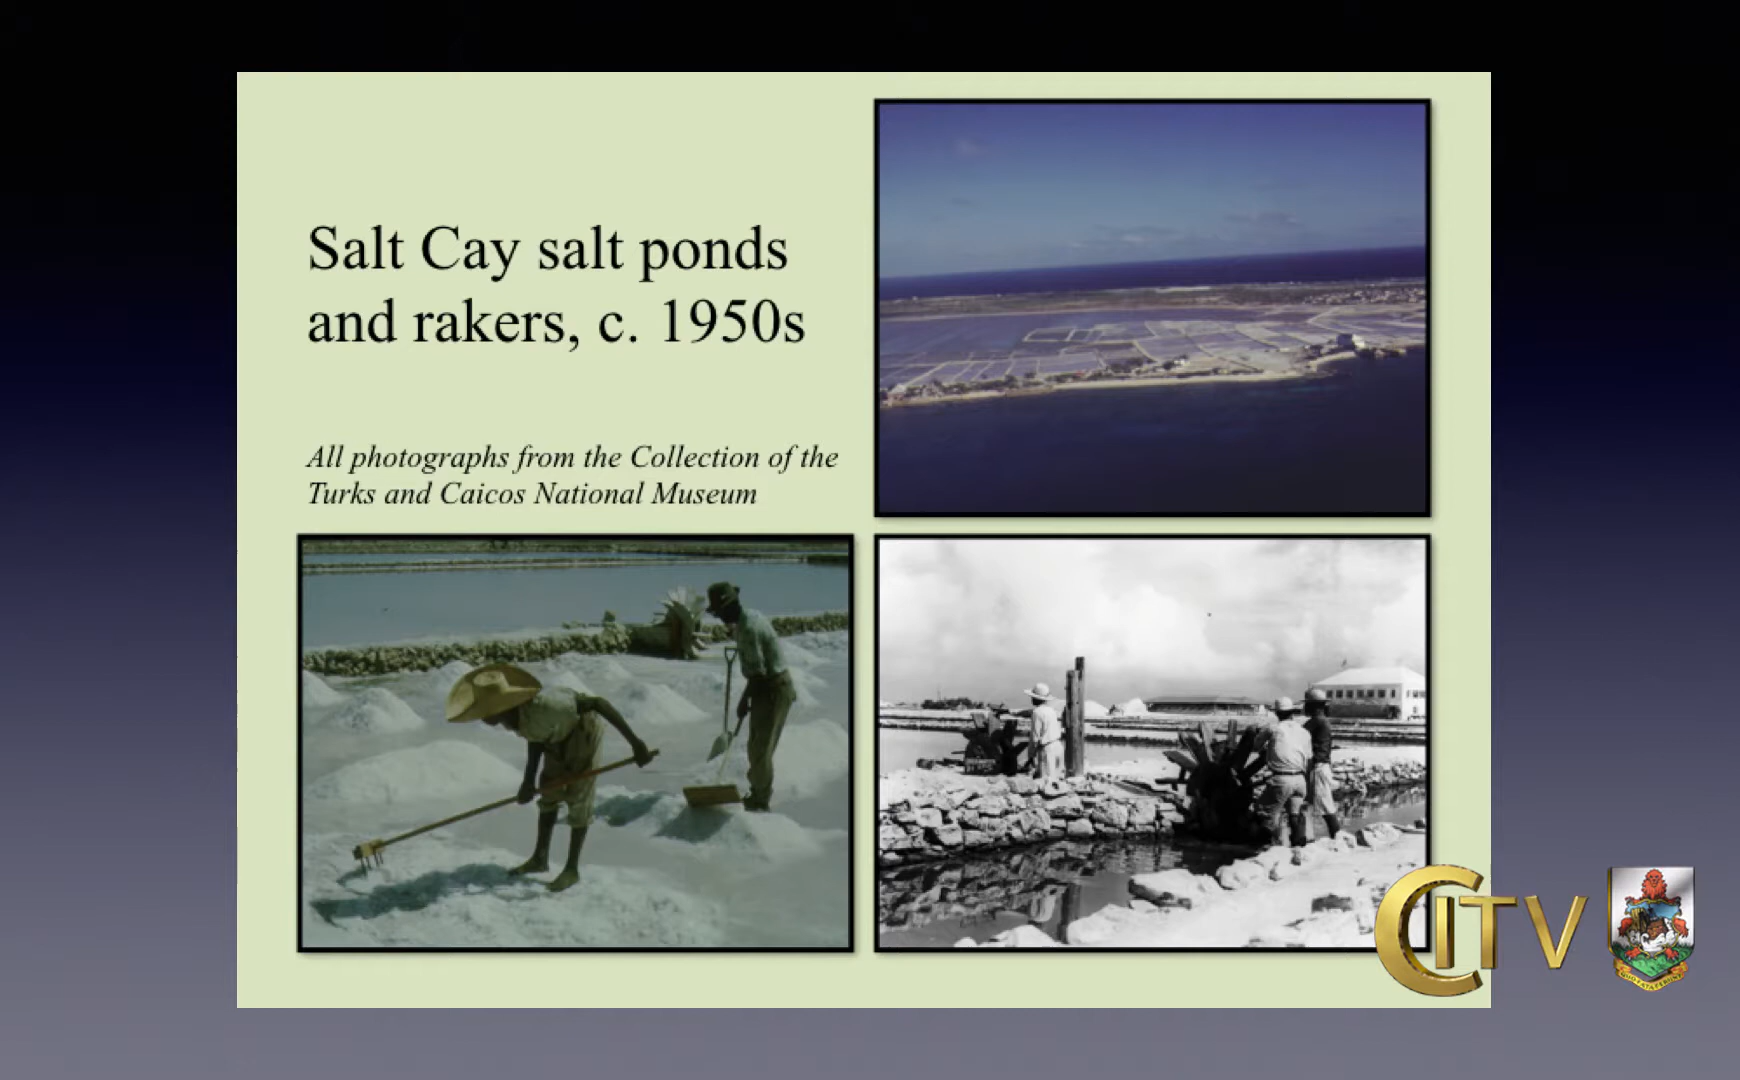 Salt Cay salt ponds
and rakers, c. 1950s
All photographs from the Collection of the
Turks and Caicos National Museum
CITV